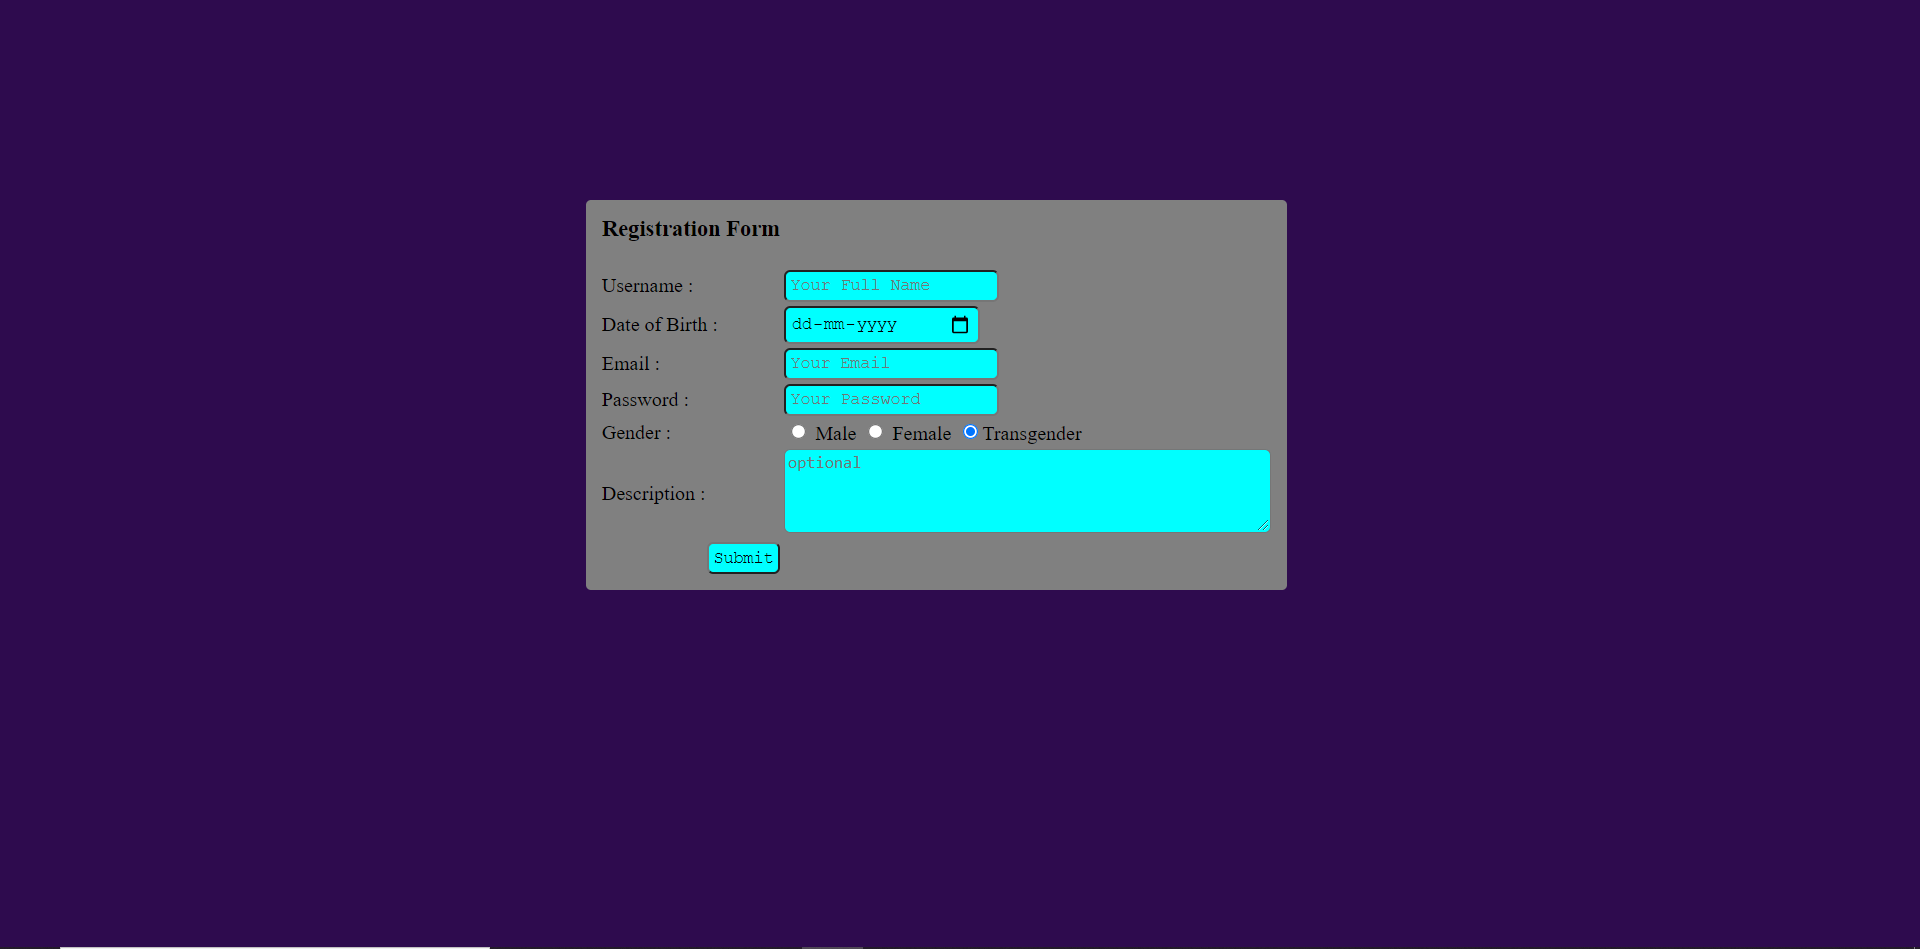 Registration Form
Username : Your Full Name
Date of Birth : dd-mm-yyyy
Email : Your Email
Password : Your Password
Gender : Male Female Transgender
Description : optional
Submit